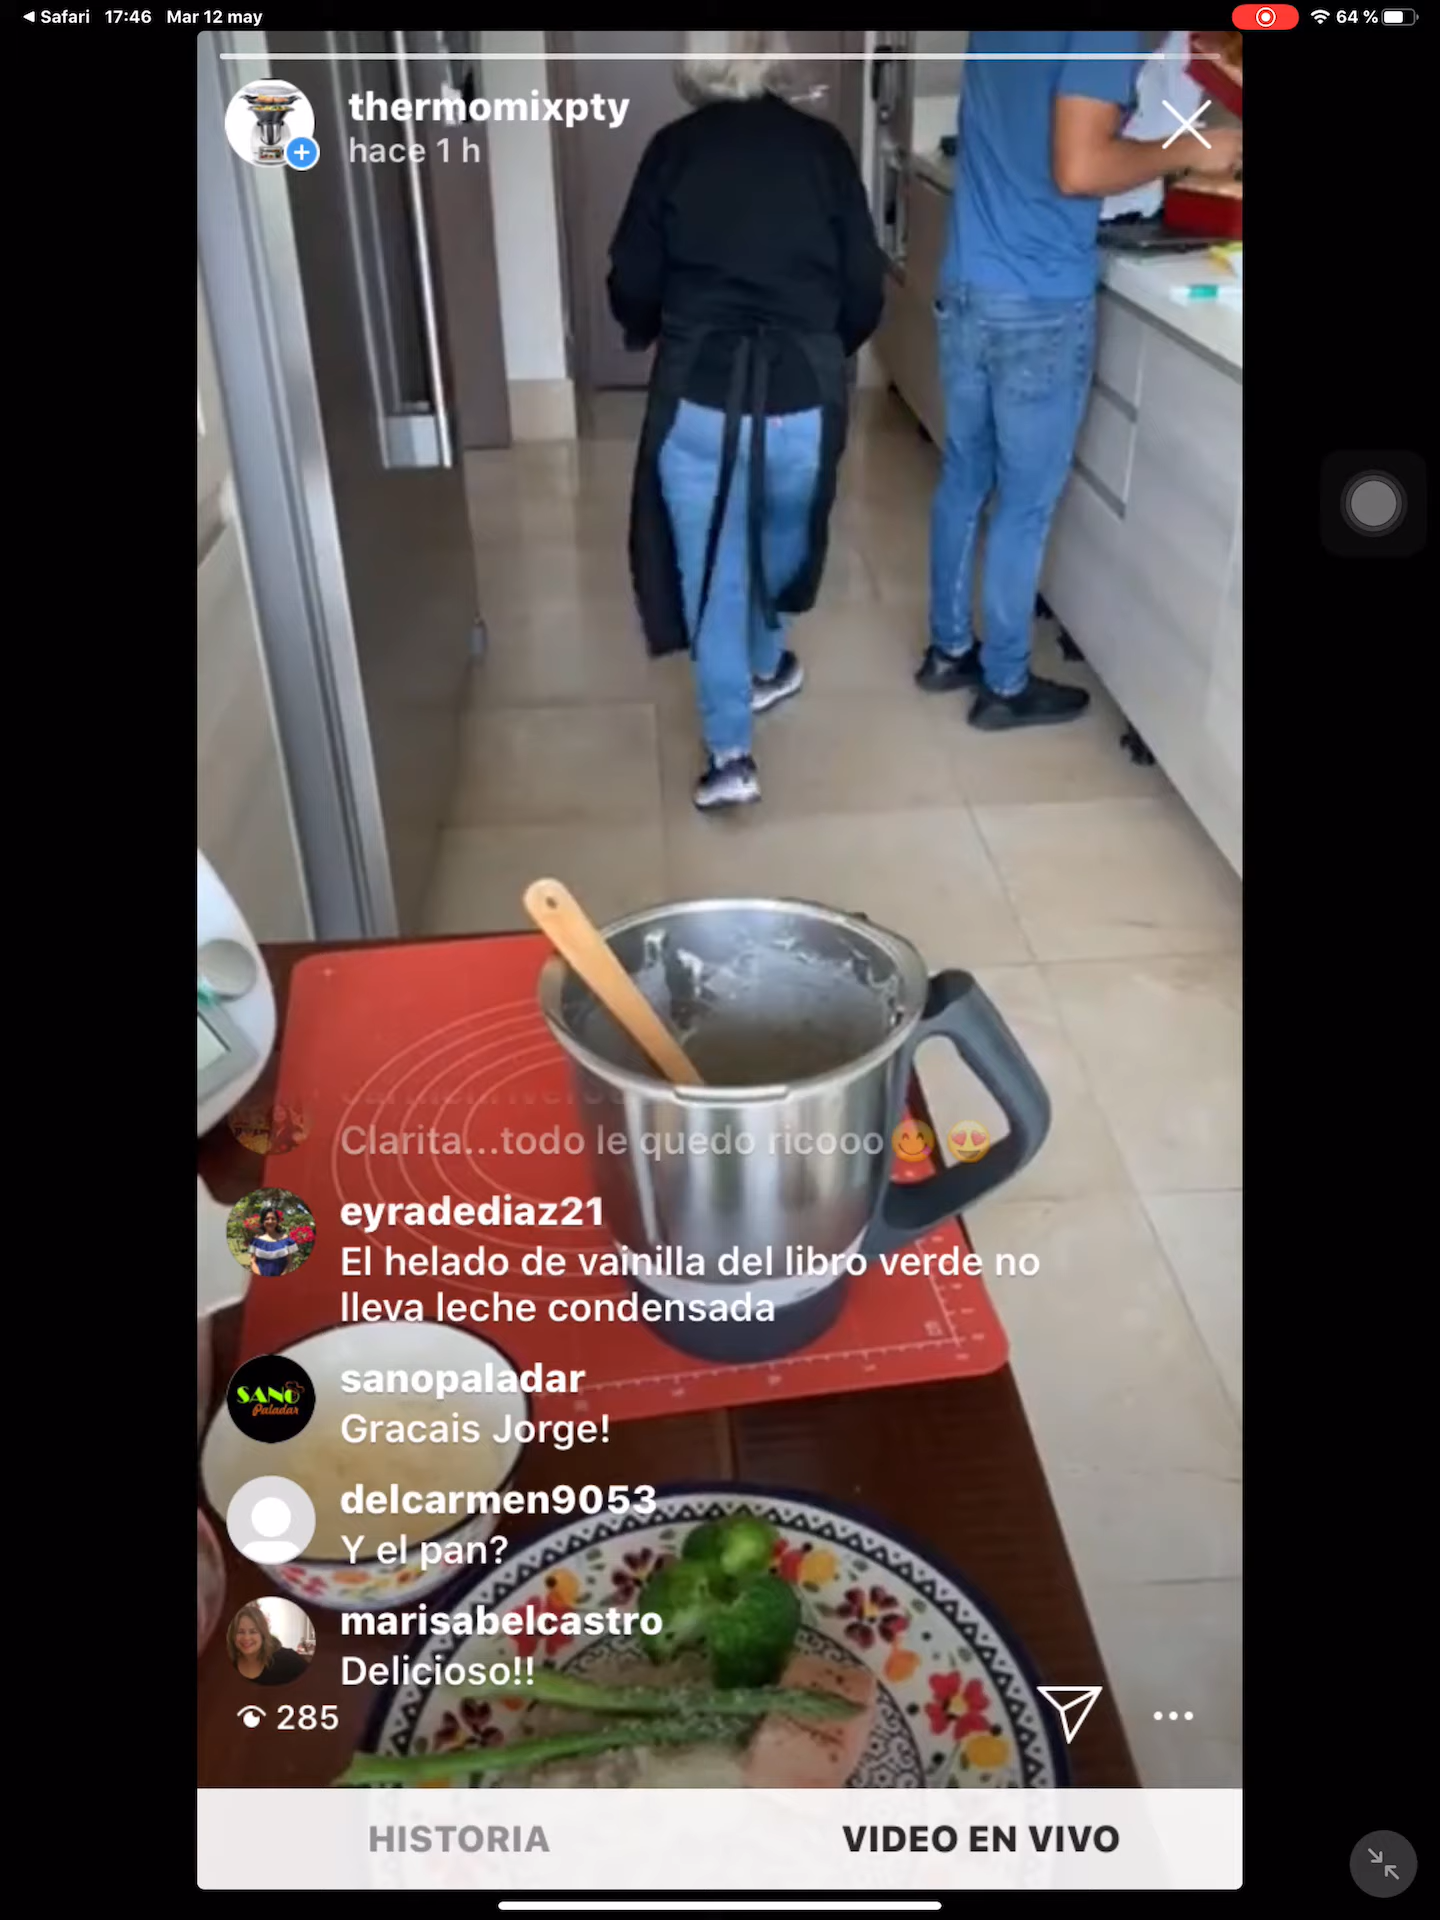 ◀ Safari 17:46 Mar 12 may 64 %
thermomixpty
hace 1 h
Clarita...todo le quedo ricooo😋😍
eyradediaz21
El helado de vainilla del libro verde no
lleva leche condensada
SANO
Paladar
sanopaladar
Gracais Jorge!
delcarmen9053
Y el pan?
marisabelcastro
Delicioso!!
285
HISTORIA
VIDEO EN VIVO